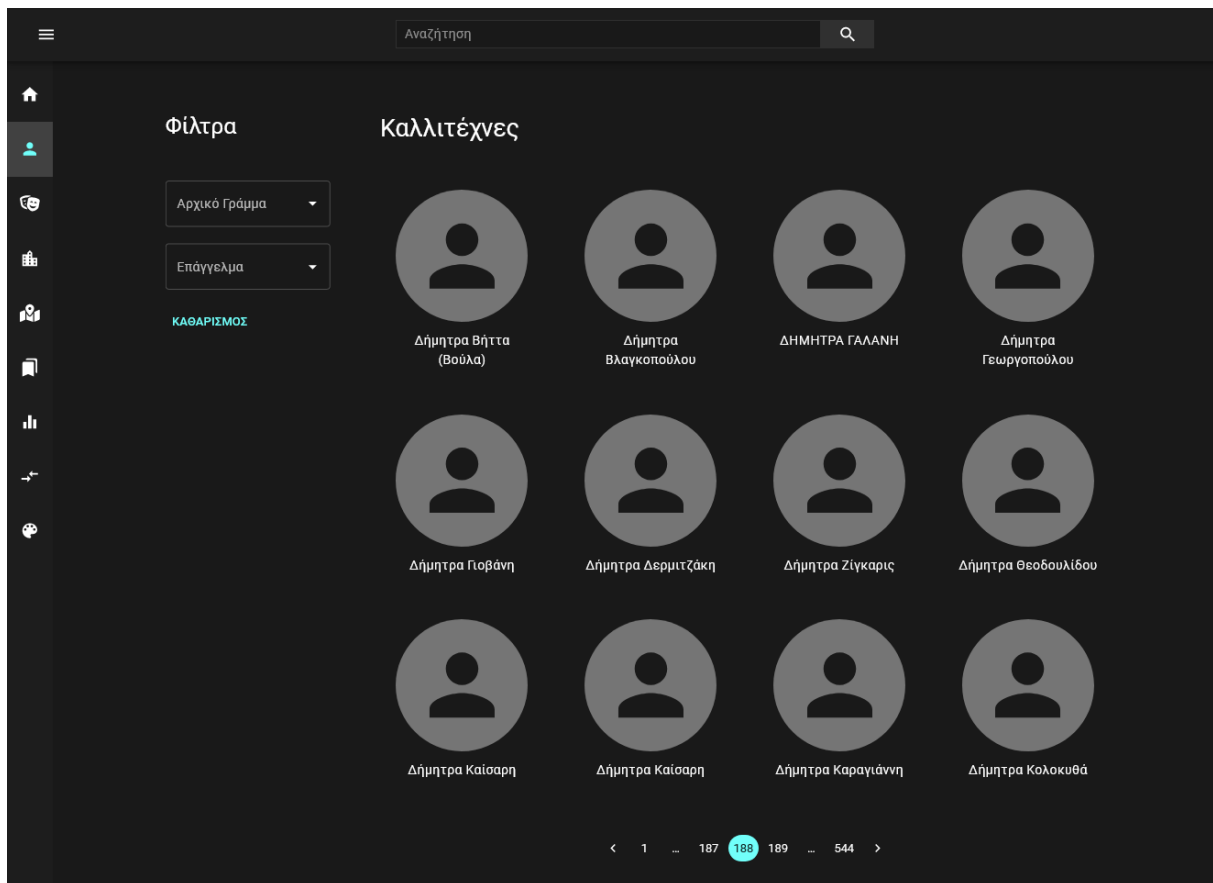 Αναζήτηση
Φίλτρα
Καλλιτέχνες
Αρχικό Γράμμα
Επάγγελμα
ΚΑΘΑΡΙΣΜΟΣ
Δήμητρα Βήττα
(Βούλα)
Δήμητρα
Βλαγκοπούλου
ΔΗΜΗΤΡΑ ΓΑΛΑΝΗ
Δήμητρα
Γεωργοπούλου
Δήμητρα Γιοβάνη
Δήμητρα Δερμιτζάκη
Δήμητρα Ζίγκαρις
Δήμητρα Θεοδουλίδου
Δήμητρα Καίσαρη
Δήμητρα Καίσαρη
Δήμητρα Καραγιάννη
Δήμητρα Κολοκυθά
1 … 187 188 189 … 544